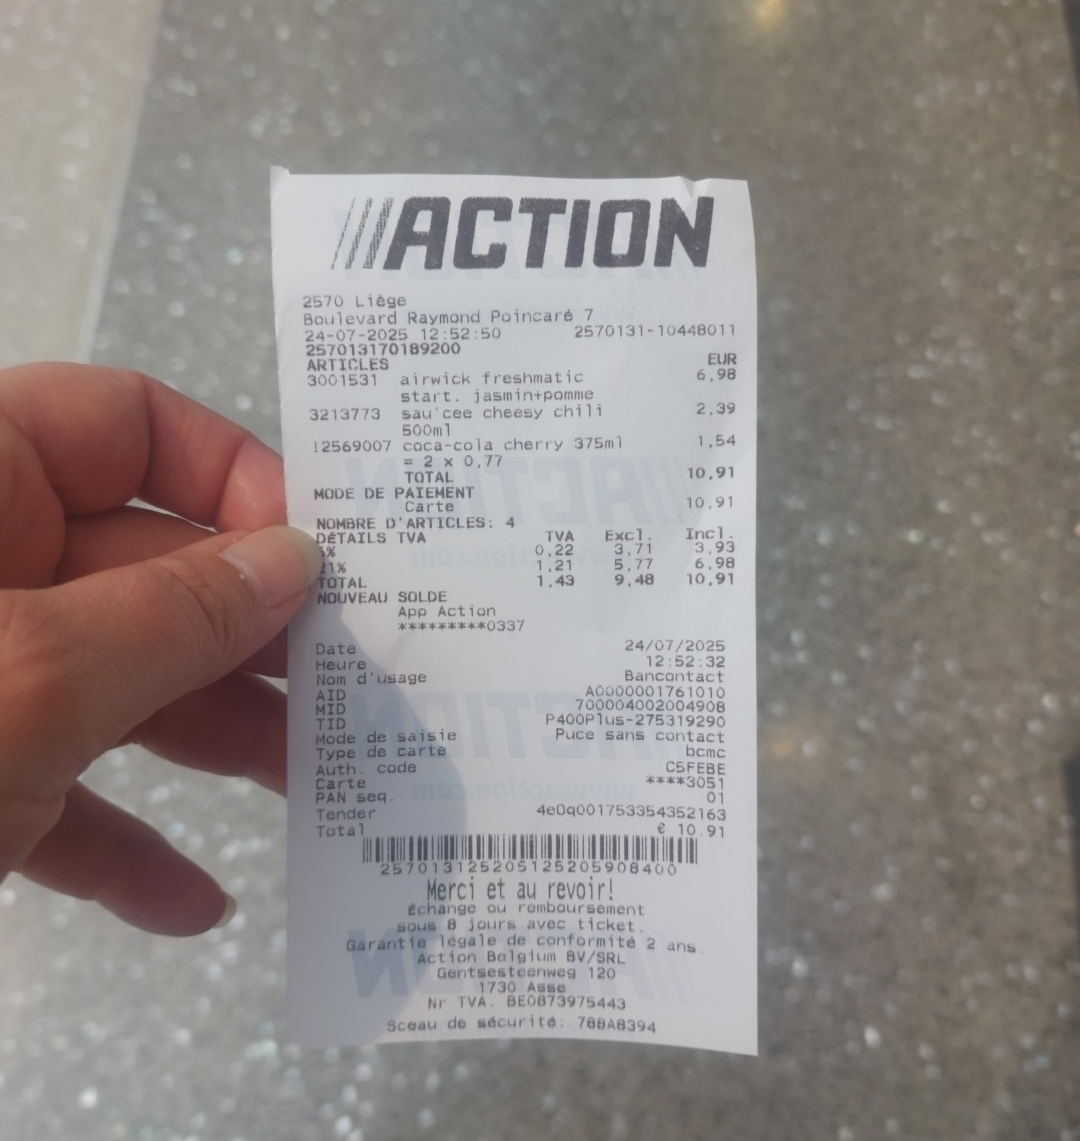 ///ACTION
2570 Liège
Boulevard Raymond Poincaré 7
24-07-2025 12:52:50 2570131-10448011
257013170189200
ARTICLES EUR
3001531 airwick freshmatic 6,98
start. jasmin+pomme
3213773 sau'cee cheesy chili 2,39
500ml
!2569007 coca-cola cherry 375ml 1,54
= 2 x 0,77
TOTAL 10,91
MODE DE PAIEMENT
Carte 10,91
NOMBRE D'ARTICLES: 4
DÉTAILS TVA TVA Excl. Incl.
6% 0,22 3,71 3,93
21% 1,21 5,77 6,98
TOTAL 1,43 9,48 10,91
NOUVEAU SOLDE
App Action
*********0337
Date 24/07/2025
Heure 12:52:32
Nom d'usage Bancontact
AID A0000001761010
MID 700004002004908
TID P400Plus-275319290
Mode de saisie Puce sans contact
Type de carte bcmc
Auth. code C5FEBE
Carte ****3051
PAN seq. 01
Tender 4e0q001753354352163
Total € 10.91
257013125205125205908400
Merci et au revoir!
Échange ou remboursement
sous 8 jours avec ticket.
Garantie légale de conformité 2 ans.
Action Belgium BV/SRL
Gentsesteenweg 120
1730 Asse
Nr TVA. BE0873975443
Sceau de sécurité: 788A8394